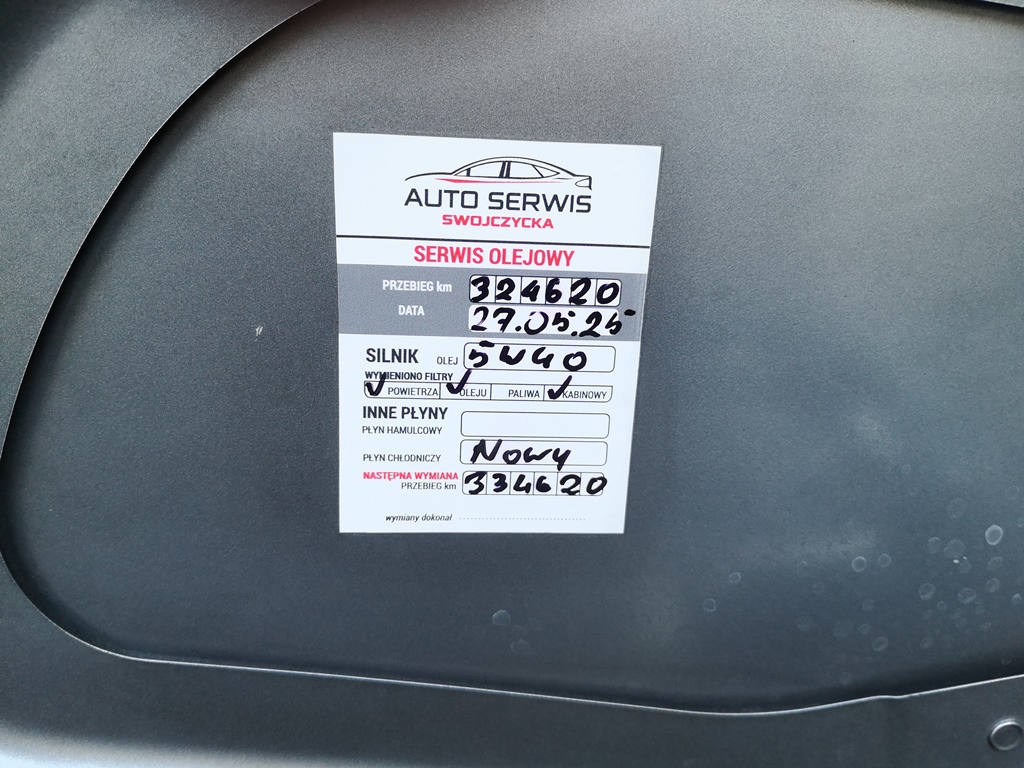 AUTO SERWIS
SWOJCZYCKA
SERWIS OLEJOWY
PRZEBIEG km 324620
DATA 27.05.25
SILNIK OLEJ 5W40
WYMIENIONO FILTRY
POWIETRZA OLEJU PALIWA KABINOWY
INNE PŁYNY
PŁYN HAMULCOWY
PŁYN CHŁODNICZY Nowy
NASTĘPNA WYMIANA
PRZEBIEG km 334620
wymiany dokonał